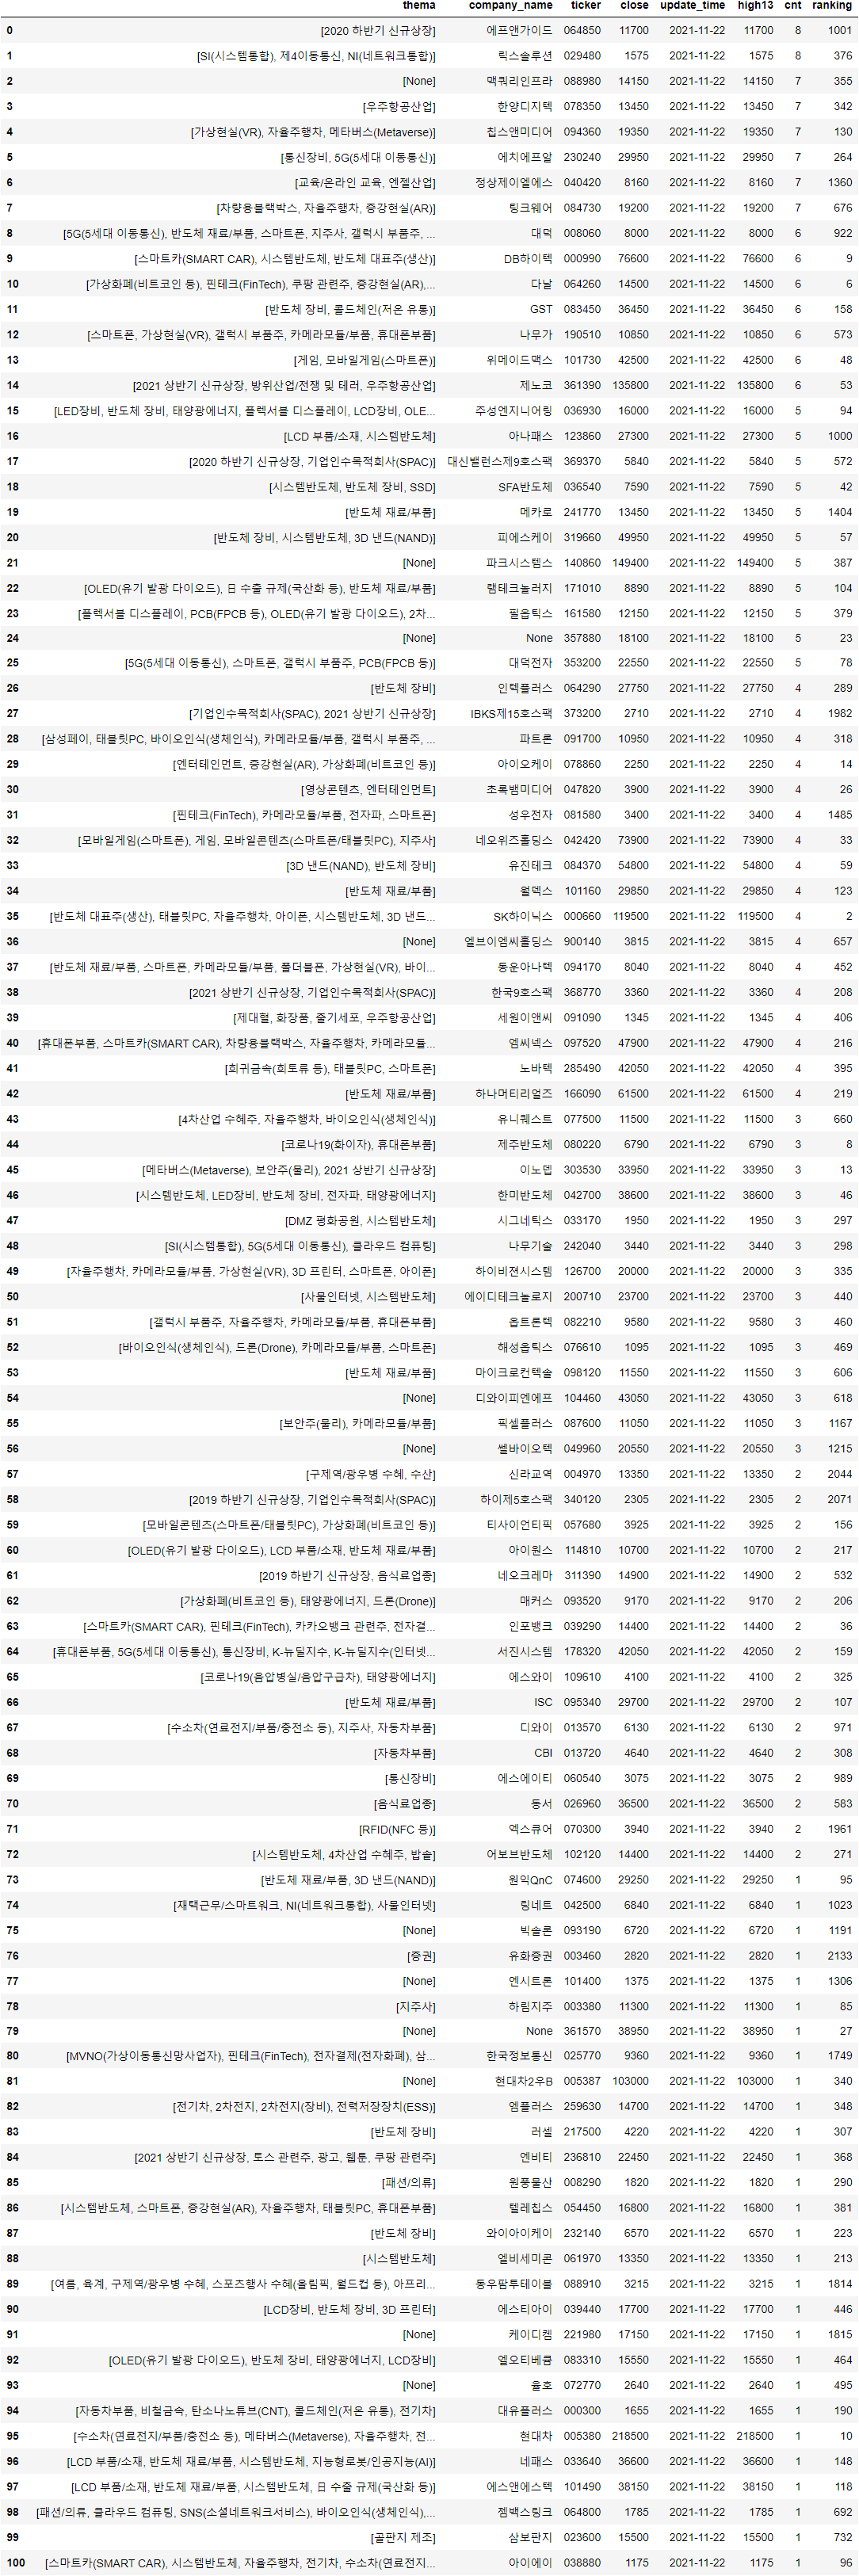 thema company_name ticker close update_time high13 cnt ranking
0 [2020 하반기 신규상장] 에프앤가이드 064850 11700 2021-11-22 11700 8 1001
1 [SI(시스템통합), 제4이동통신, NI(네트워크통합)] 릭스솔루션 029480 1575 2021-11-22 1575 8 376
2 [None] 맥쿼리인프라 088980 14150 2021-11-22 14150 7 355
3 [우주항공산업] 한양디지텍 078350 13450 2021-11-22 13450 7 342
4 [가상현실(VR), 자율주행차, 메타버스(Metaverse)] 칩스앤미디어 094360 19350 2021-11-22 19350 7 130
5 [통신장비, 5G(5세대 이동통신)] 에치에프알 230240 29950 2021-11-22 29950 7 264
6 [교육/온라인 교육, 엔젤산업] 정상제이엘에스 040420 8160 2021-11-22 8160 7 1360
7 [차량용블랙박스, 자율주행차, 증강현실(AR)] 팅크웨어 084730 19200 2021-11-22 19200 7 676
8 [5G(5세대 이동통신), 반도체 재료/부품, 스마트폰, 지주사, 갤럭시 부품주, ... 대덕 008060 8000 2021-11-22 8000 6 922
9 [스마트카(SMART CAR), 시스템반도체, 반도체 대표주(생산)] DB하이텍 000990 76600 2021-11-22 76600 6 9
10 [가상화폐(비트코인 등), 핀테크(FinTech), 쿠팡 관련주, 증강현실(AR),... 다날 064260 14500 2021-11-22 14500 6 6
11 [반도체 장비, 콜드체인(저온 유통)] GST 083450 36450 2021-11-22 36450 6 158
12 [스마트폰, 가상현실(VR), 갤럭시 부품주, 카메라모듈/부품, 휴대폰부품] 나무가 190510 10850 2021-11-22 10850 6 573
13 [게임, 모바일게임(스마트폰)] 위메이드맥스 101730 42500 2021-11-22 42500 6 48
14 [2021 상반기 신규상장, 방위산업/전쟁 및 테러, 우주항공산업] 제노코 361390 135800 2021-11-22 135800 6 53
15 [LED장비, 반도체 장비, 태양광에너지, 플렉서블 디스플레이, LCD장비, OLE... 주성엔지니어링 036930 16000 2021-11-22 16000 5 94
16 [LCD 부품/소재, 시스템반도체] 아나패스 123860 27300 2021-11-22 27300 5 1000
17 [2020 하반기 신규상장, 기업인수목적회사(SPAC)] 대신밸런스제9호스팩 369370 5840 2021-11-22 5840 5 572
18 [시스템반도체, 반도체 장비, SSD] SFA반도체 036540 7590 2021-11-22 7590 5 42
19 [반도체 재료/부품] 메카로 241770 13450 2021-11-22 13450 5 1404
20 [반도체 장비, 시스템반도체, 3D 낸드(NAND)] 피에스케이 319660 49950 2021-11-22 49950 5 57
21 [None] 파크시스템스 140860 149400 2021-11-22 149400 5 387
22 [OLED(유기 발광 다이오드), 日 수출 규제(국산화 등), 반도체 재료/부품] 램테크놀러지 171010 8890 2021-11-22 8890 5 104
23 [플렉서블 디스플레이, PCB(FPCB 등), OLED(유기 발광 다이오드), 2차... 필옵틱스 161580 12150 2021-11-22 12150 5 379
24 [None] None 357880 18100 2021-11-22 18100 5 23
25 [5G(5세대 이동통신), 스마트폰, 갤럭시 부품주, PCB(FPCB 등)] 대덕전자 353200 22550 2021-11-22 22550 5 78
26 [반도체 장비] 인텍플러스 064290 27750 2021-11-22 27750 4 289
27 [기업인수목적회사(SPAC), 2021 상반기 신규상장] IBKS제15호스팩 373200 2710 2021-11-22 2710 4 1982
28 [삼성페이, 태블릿PC, 바이오인식(생체인식), 카메라모듈/부품, 갤럭시 부품주, ... 파트론 091700 10950 2021-11-22 10950 4 318
29 [엔터테인먼트, 증강현실(AR), 가상화폐(비트코인 등)] 아이오케이 078860 2250 2021-11-22 2250 4 14
30 [영상콘텐츠, 엔터테인먼트] 초록뱀미디어 047820 3900 2021-11-22 3900 4 26
31 [핀테크(FinTech), 카메라모듈/부품, 전자파, 스마트폰] 성우전자 081580 3400 2021-11-22 3400 4 1485
32 [모바일게임(스마트폰), 게임, 모바일콘텐츠(스마트폰/태블릿PC), 지주사] 네오위즈홀딩스 042420 73900 2021-11-22 73900 4 33
33 [3D 낸드(NAND), 반도체 장비] 유진테크 084370 54800 2021-11-22 54800 4 59
34 [반도체 재료/부품] 월덱스 101160 29850 2021-11-22 29850 4 123
35 [반도체 대표주(생산), 태블릿PC, 자율주행차, 아이폰, 시스템반도체, 3D 낸드... SK하이닉스 000660 119500 2021-11-22 119500 4 2
36 [None] 엘브이엠씨홀딩스 900140 3815 2021-11-22 3815 4 657
37 [반도체 재료/부품, 스마트폰, 카메라모듈/부품, 폴더블폰, 가상현실(VR), 바이... 동운아나텍 094170 8040 2021-11-22 8040 4 452
38 [2021 상반기 신규상장, 기업인수목적회사(SPAC)] 한국9호스팩 368770 3360 2021-11-22 3360 4 208
39 [제대혈, 화장품, 줄기세포, 우주항공산업] 세원이앤씨 091090 1345 2021-11-22 1345 4 406
40 [휴대폰부품, 스마트카(SMART CAR), 차량용블랙박스, 자율주행차, 카메라모듈... 엠씨넥스 097520 47900 2021-11-22 47900 4 216
41 [희귀금속(희토류 등), 태블릿PC, 스마트폰] 노바텍 285490 42050 2021-11-22 42050 4 395
42 [반도체 재료/부품] 하나머티리얼즈 166090 61500 2021-11-22 61500 4 219
43 [4차산업 수혜주, 자율주행차, 바이오인식(생체인식)] 유니퀘스트 077500 11500 2021-11-22 11500 3 660
44 [코로나19(화이자), 휴대폰부품] 제주반도체 080220 6790 2021-11-22 6790 3 8
45 [메타버스(Metaverse), 보안주(물리), 2021 상반기 신규상장] 이노뎁 303530 33950 2021-11-22 33950 3 13
46 [시스템반도체, LED장비, 반도체 장비, 전자파, 태양광에너지] 한미반도체 042700 38600 2021-11-22 38600 3 46
47 [DMZ 평화공원, 시스템반도체] 시그네틱스 033170 1950 2021-11-22 1950 3 297
48 [SI(시스템통합), 5G(5세대 이동통신), 클라우드 컴퓨팅] 나무기술 242040 3440 2021-11-22 3440 3 298
49 [자율주행차, 카메라모듈/부품, 가상현실(VR), 3D 프린터, 스마트폰, 아이폰] 하이비젼시스템 126700 20000 2021-11-22 20000 3 335
50 [사물인터넷, 시스템반도체] 에이디테크놀로지 200710 23700 2021-11-22 23700 3 440
51 [갤럭시 부품주, 자율주행차, 카메라모듈/부품, 휴대폰부품] 옵트론텍 082210 9580 2021-11-22 9580 3 460
52 [바이오인식(생체인식), 드론(Drone), 카메라모듈/부품, 스마트폰] 해성옵틱스 076610 1095 2021-11-22 1095 3 469
53 [반도체 재료/부품] 마이크로컨텍솔 098120 11550 2021-11-22 11550 3 606
54 [None] 디와이피엔에프 104460 43050 2021-11-22 43050 3 618
55 [보안주(물리), 카메라모듈/부품] 픽셀플러스 087600 11050 2021-11-22 11050 3 1167
56 [None] 쎌바이오텍 049960 20550 2021-11-22 20550 3 1215
57 [구제역/광우병 수혜, 수산] 신라교역 004970 13350 2021-11-22 13350 2 2044
58 [2019 하반기 신규상장, 기업인수목적회사(SPAC)] 하이제5호스팩 340120 2305 2021-11-22 2305 2 2071
59 [모바일콘텐츠(스마트폰/태블릿PC), 가상화폐(비트코인 등)] 티사이언티픽 057680 3925 2021-11-22 3925 2 156
60 [OLED(유기 발광 다이오드), LCD 부품/소재, 반도체 재료/부품] 아이원스 114810 10700 2021-11-22 10700 2 217
61 [2019 하반기 신규상장, 음식료업종] 네오크레마 311390 14900 2021-11-22 14900 2 532
62 [가상화폐(비트코인 등), 태양광에너지, 드론(Drone)] 매커스 093520 9170 2021-11-22 9170 2 206
63 [스마트카(SMART CAR), 핀테크(FinTech), 카카오뱅크 관련주, 전자결... 인포뱅크 039290 14400 2021-11-22 14400 2 36
64 [휴대폰부품, 5G(5세대 이동통신), 통신장비, K-뉴딜지수, K-뉴딜지수(인터넷... 서진시스템 178320 42050 2021-11-22 42050 2 159
65 [코로나19(음압병실/음압구급차), 태양광에너지] 에스와이 109610 4100 2021-11-22 4100 2 325
66 [반도체 재료/부품] ISC 095340 29700 2021-11-22 29700 2 107
67 [수소차(연료전지/부품/충전소 등), 지주사, 자동차부품] 디와이 013570 6130 2021-11-22 6130 2 971
68 [자동차부품] CBI 013720 4640 2021-11-22 4640 2 308
69 [통신장비] 에스에이티 060540 3075 2021-11-22 3075 2 989
70 [음식료업종] 동서 026960 36500 2021-11-22 36500 2 583
71 [RFID(NFC 등)] 엑스큐어 070300 3940 2021-11-22 3940 2 1961
72 [시스템반도체, 4차산업 수혜주, 밥솥] 어보브반도체 102120 14400 2021-11-22 14400 2 271
73 [반도체 재료/부품, 3D 낸드(NAND)] 원익QnC 074600 29250 2021-11-22 29250 1 95
74 [재택근무/스마트워크, NI(네트워크통합), 사물인터넷] 링네트 042500 6840 2021-11-22 6840 1 1023
75 [None] 빅솔론 093190 6720 2021-11-22 6720 1 1191
76 [증권] 유화증권 003460 2820 2021-11-22 2820 1 2133
77 [None] 엔시트론 101400 1375 2021-11-22 1375 1 1306
78 [지주사] 하림지주 003380 11300 2021-11-22 11300 1 85
79 [None] None 361570 38950 2021-11-22 38950 1 27
80 [MVNO(가상이동통신망사업자), 핀테크(FinTech), 전자결제(전자화폐), 삼... 한국정보통신 025770 9360 2021-11-22 9360 1 1749
81 [None] 현대차2우B 005387 103000 2021-11-22 103000 1 340
82 [전기차, 2차전지, 2차전지(장비), 전력저장장치(ESS)] 엠플러스 259630 14700 2021-11-22 14700 1 348
83 [반도체 장비] 러셀 217500 4220 2021-11-22 4220 1 307
84 [2021 상반기 신규상장, 토스 관련주, 광고, 웹툰, 쿠팡 관련주] 엔비티 236810 22450 2021-11-22 22450 1 368
85 [패션/의류] 원풍물산 008290 1820 2021-11-22 1820 1 290
86 [시스템반도체, 스마트폰, 증강현실(AR), 자율주행차, 태블릿PC, 휴대폰부품] 텔레칩스 054450 16800 2021-11-22 16800 1 381
87 [반도체 장비] 와이아이케이 232140 6570 2021-11-22 6570 1 223
88 [시스템반도체] 엘비세미콘 061970 13350 2021-11-22 13350 1 213
89 [여름, 육계, 구제역/광우병 수혜, 스포츠행사 수혜(올림픽, 월드컵 등), 아프리... 동우팜투테이블 088910 3215 2021-11-22 3215 1 1814
90 [LCD장비, 반도체 장비, 3D 프린터] 에스티아이 039440 17700 2021-11-22 17700 1 446
91 [None] 케이디켐 221980 17150 2021-11-22 17150 1 1815
92 [OLED(유기 발광 다이오드), 반도체 장비, 태양광에너지, LCD장비] 엘오티베큠 083310 15550 2021-11-22 15550 1 464
93 [None] 율호 072770 2640 2021-11-22 2640 1 495
94 [자동차부품, 비철금속, 탄소나노튜브(CNT), 콜드체인(저온 유통), 전기차] 대유플러스 000300 1655 2021-11-22 1655 1 190
95 [수소차(연료전지/부품/충전소 등), 메타버스(Metaverse), 자율주행차, 전... 현대차 005380 218500 2021-11-22 218500 1 10
96 [LCD 부품/소재, 반도체 재료/부품, 시스템반도체, 지능형로봇/인공지능(AI)] 네패스 033640 36600 2021-11-22 36600 1 148
97 [LCD 부품/소재, 반도체 재료/부품, 시스템반도체, 日 수출 규제(국산화 등)] 에스앤에스텍 101490 38150 2021-11-22 38150 1 118
98 [패션/의류, 클라우드 컴퓨팅, SNS(소셜네트워크서비스), 바이오인식(생체인식),... 젬백스링크 064800 1785 2021-11-22 1785 1 692
99 [골판지 제조] 삼보판지 023600 15500 2021-11-22 15500 1 732
100 [스마트카(SMART CAR), 시스템반도체, 자율주행차, 전기차, 수소차(연료전지... 아이에이 038880 1175 2021-11-22 1175 1 96